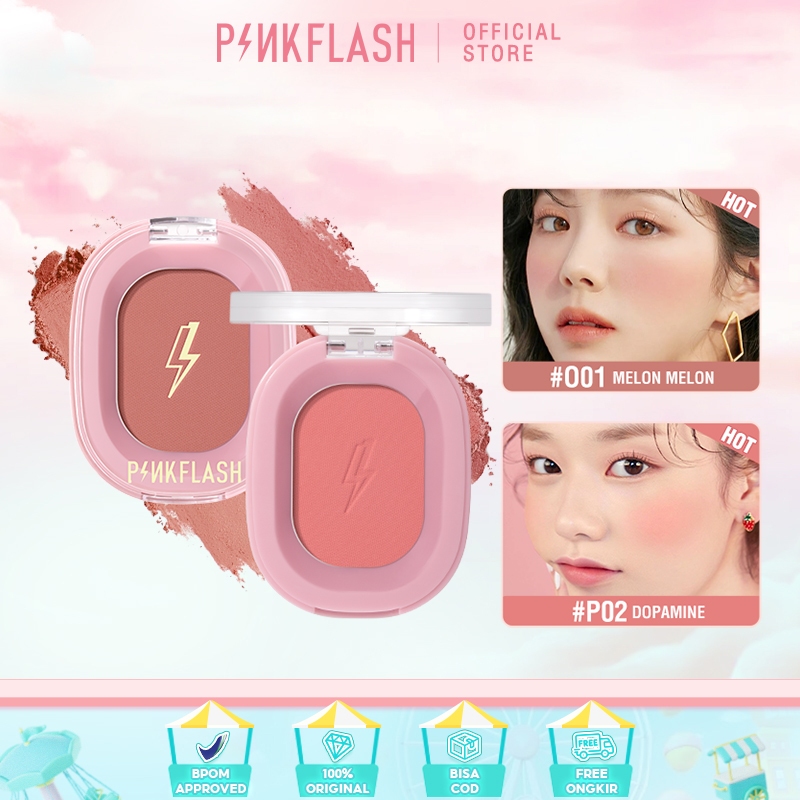 PINKFLASH
OFFICIAL
STORE
HOT
#001 MELON MELON
PINKFLASH
HOT
#P02 DOPAMINE
BPOM
APPROVED
100%
ORIGINAL
BISA
COD
FREE
FREE
ONGKIR